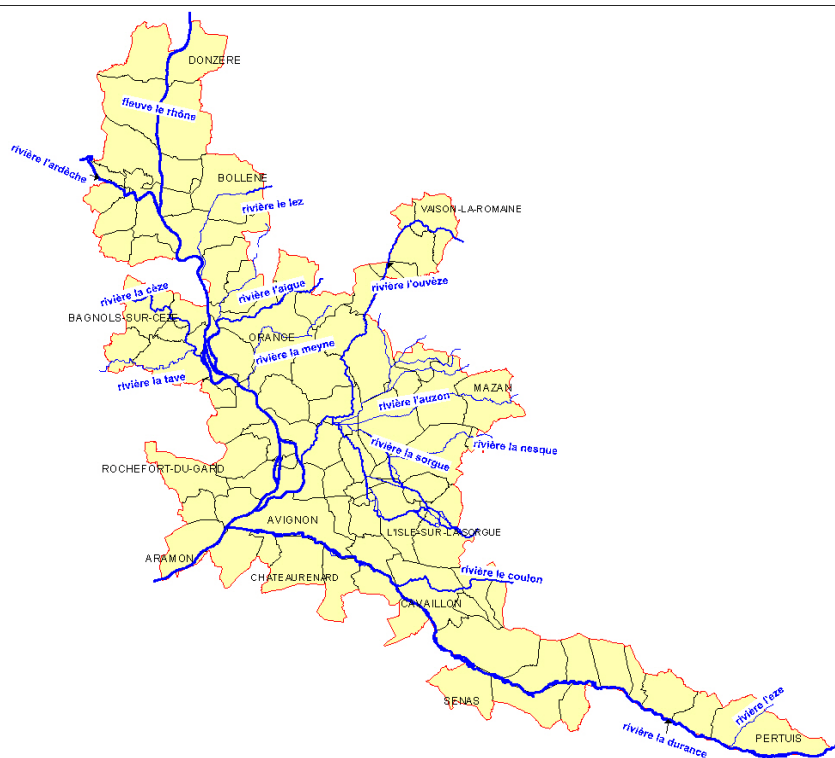 DONZERE
fleuve le rhône
rivière l'ardèche
BOLLENE
rivière le lez
VAISON-LA-ROMAINE
rivière l'ouvèze
rivière la cèze
rivière l'aigue
BAGNOLS-SUR-CEZE
ORANGE
rivière la meyne
rivière la tave
MAZAN
rivière l'auzon
rivière la sorgue
rivière la nesque
ROCHEFORT-DU-GARD
AVIGNON
L'ISLE-SUR-LA-SORGUE
ARAMON
CHATEAURENARD
rivière le coulon
CAVAILLON
SENAS
rivière l'eze
rivière la durance
PERTUIS